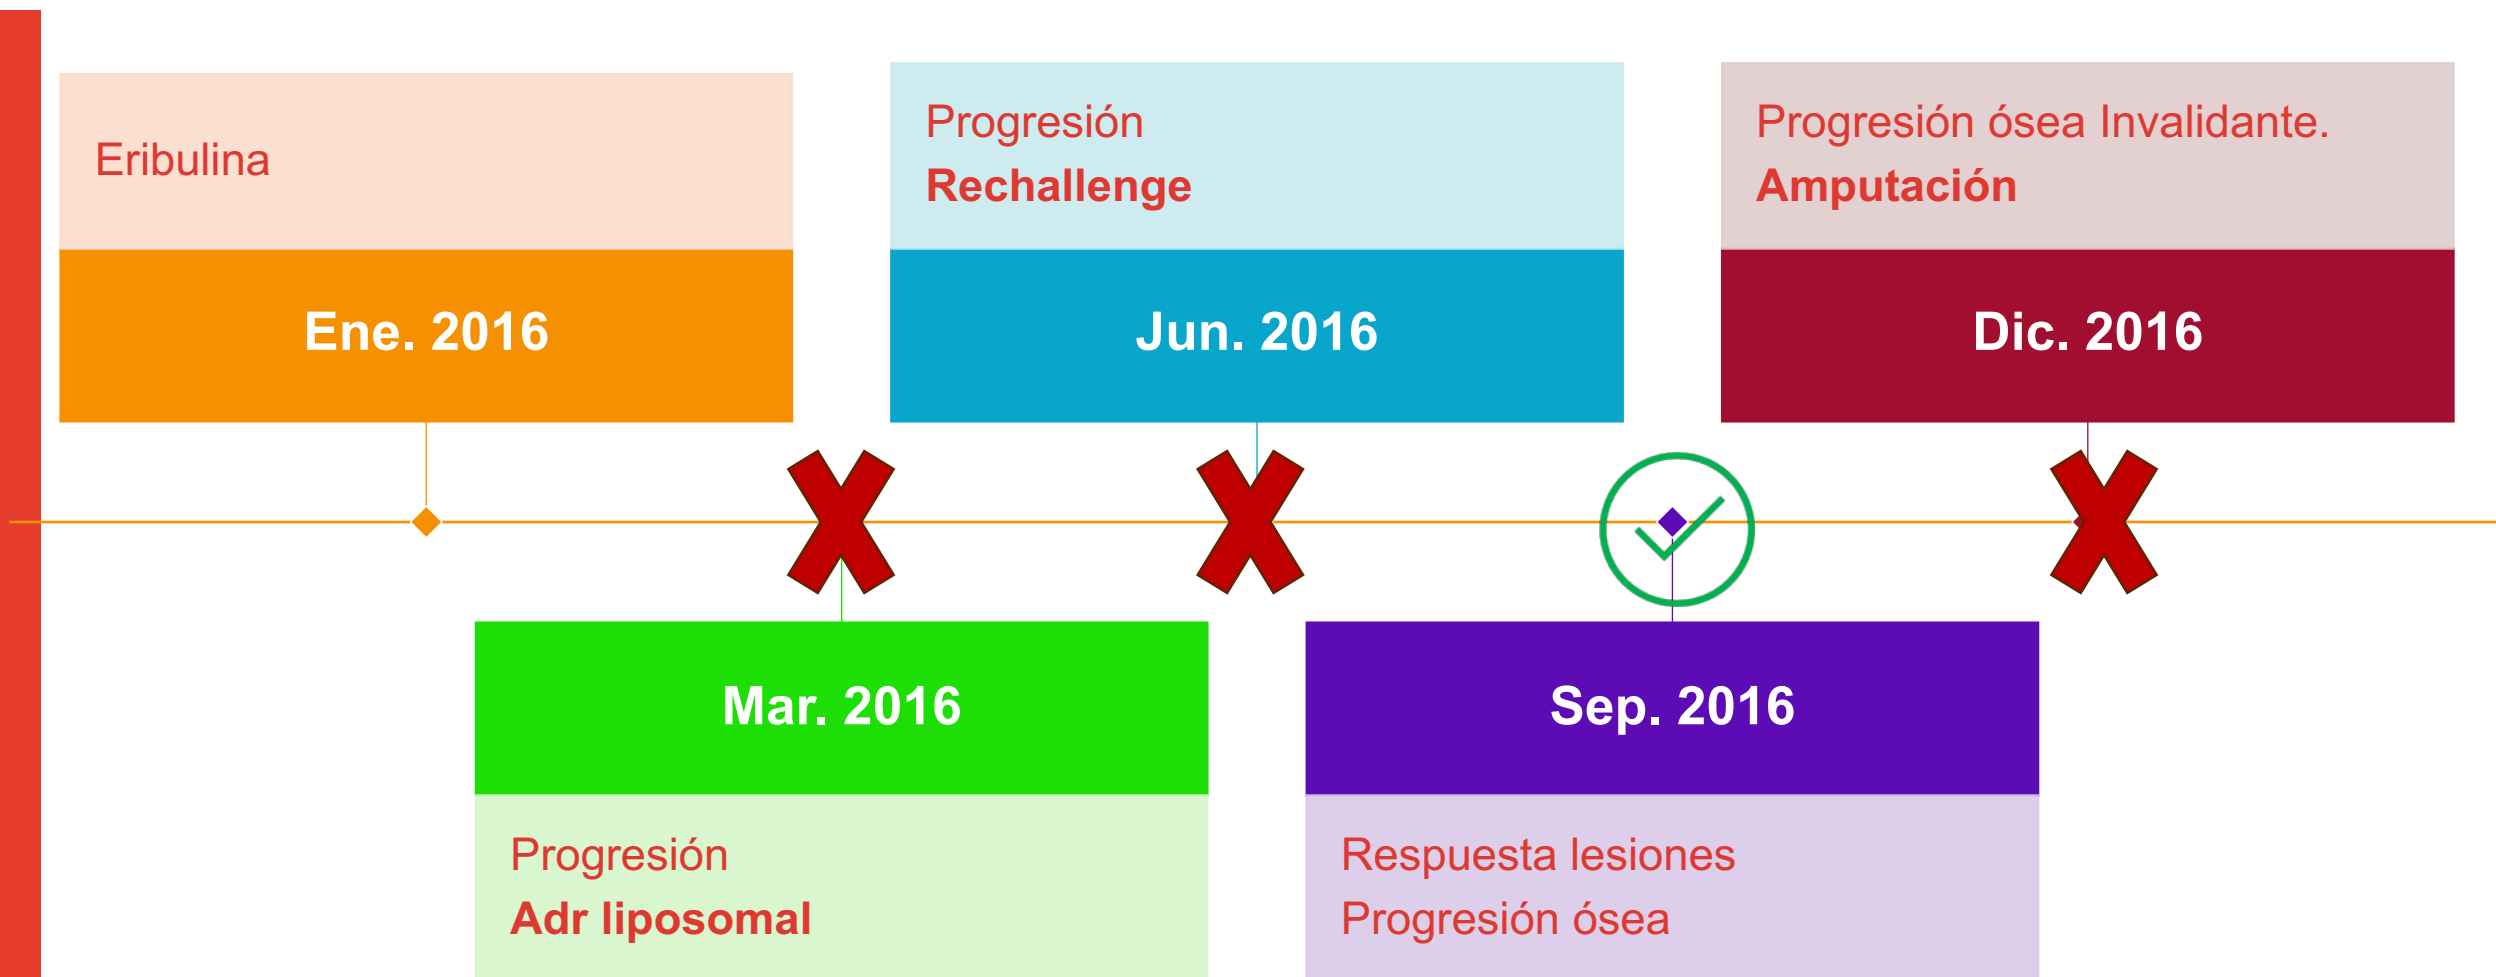 Eribulina
Ene. 2016
Progresión
Rechallenge
Jun. 2016
Progresión ósea Invalidante.
Amputación
Dic. 2016
Mar. 2016
Progresión
Adr liposomal
Sep. 2016
Respuesta lesiones
Progresión ósea